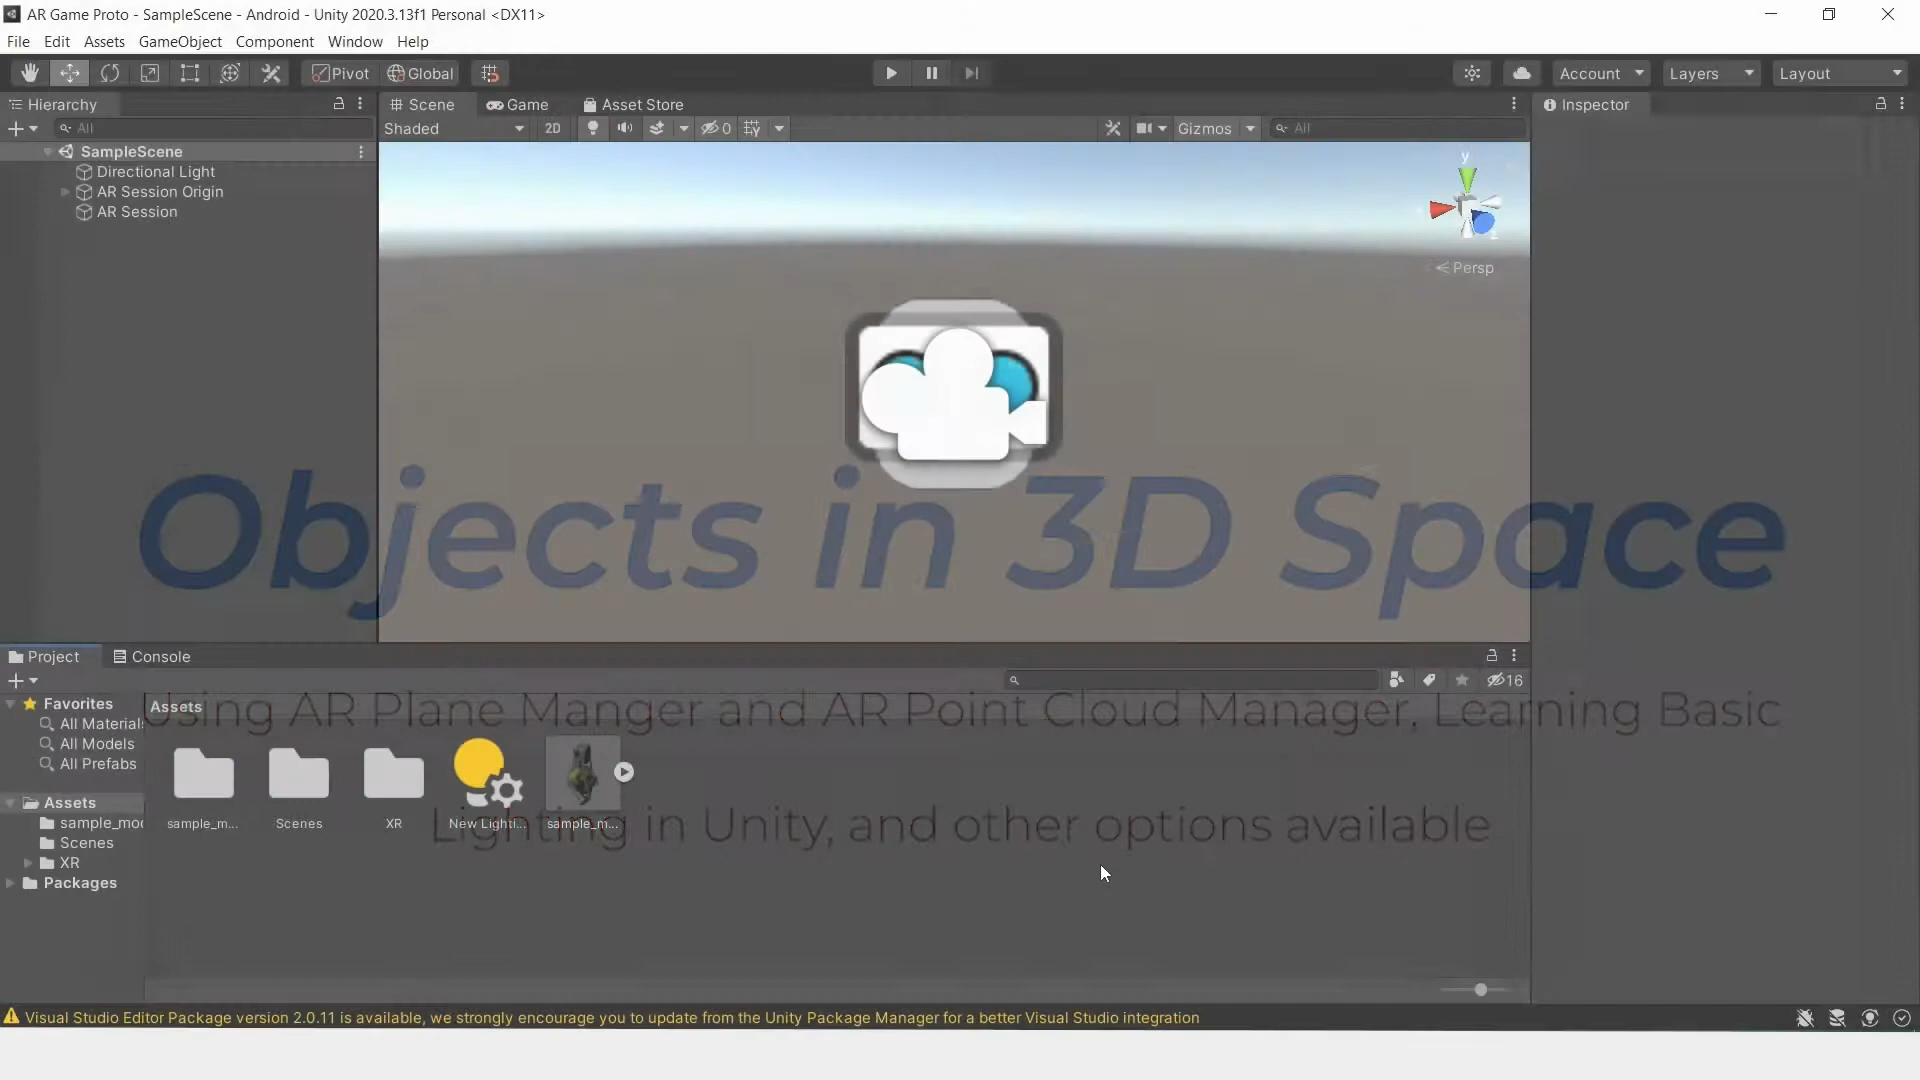 AR Game Proto - SampleScene - Android - Unity 2020.3.13f1 Personal <DX11>
File Edit Assets GameObject Component Window Help
Pivot Global Account Layers Layout
Hierarchy
All
SampleScene
Directional Light
AR Session Origin
AR Session
Scene Game Asset Store
Shaded 2D 0 Gizmos All
y
Persp
Inspector
Objects in 3D Space
Using AR Plane Manger and AR Point Cloud Manager, Learning Basic
Lighting in Unity, and other options available
Project Console
16
Favorites
All Materials
All Models
All Prefabs
Assets
sample_mo
Scenes
XR
Packages
Assets
sample_m...
Scenes
XR
New Lighti...
sample_m...
Visual Studio Editor Package version 2.0.11 is available, we strongly encourage you to update from the Unity Package Manager for a better Visual Studio integration